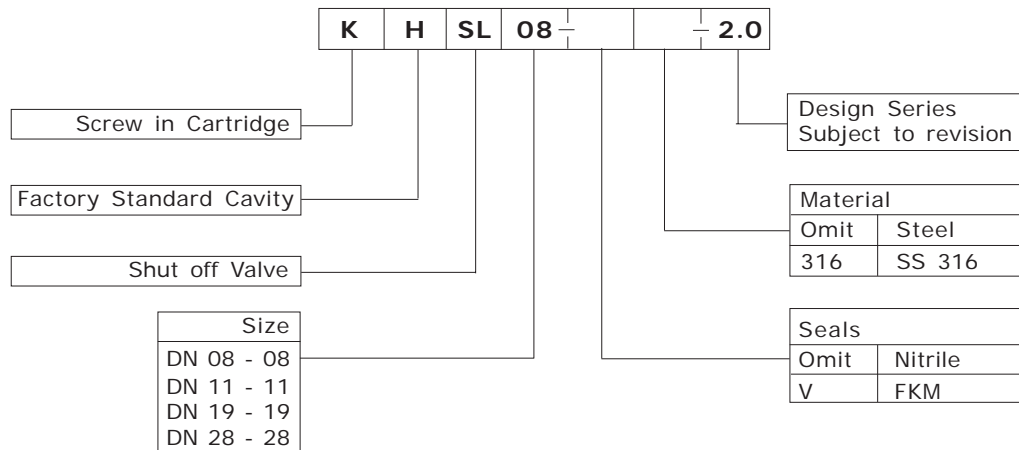 K H SL 08 - - 2.0
Screw in Cartridge
Design Series
Subject to revision
Factory Standard Cavity
Material
Omit Steel
316 SS 316
Shut off Valve
Size
DN 08 - 08
DN 11 - 11
DN 19 - 19
DN 28 - 28
Seals
Omit Nitrile
V FKM